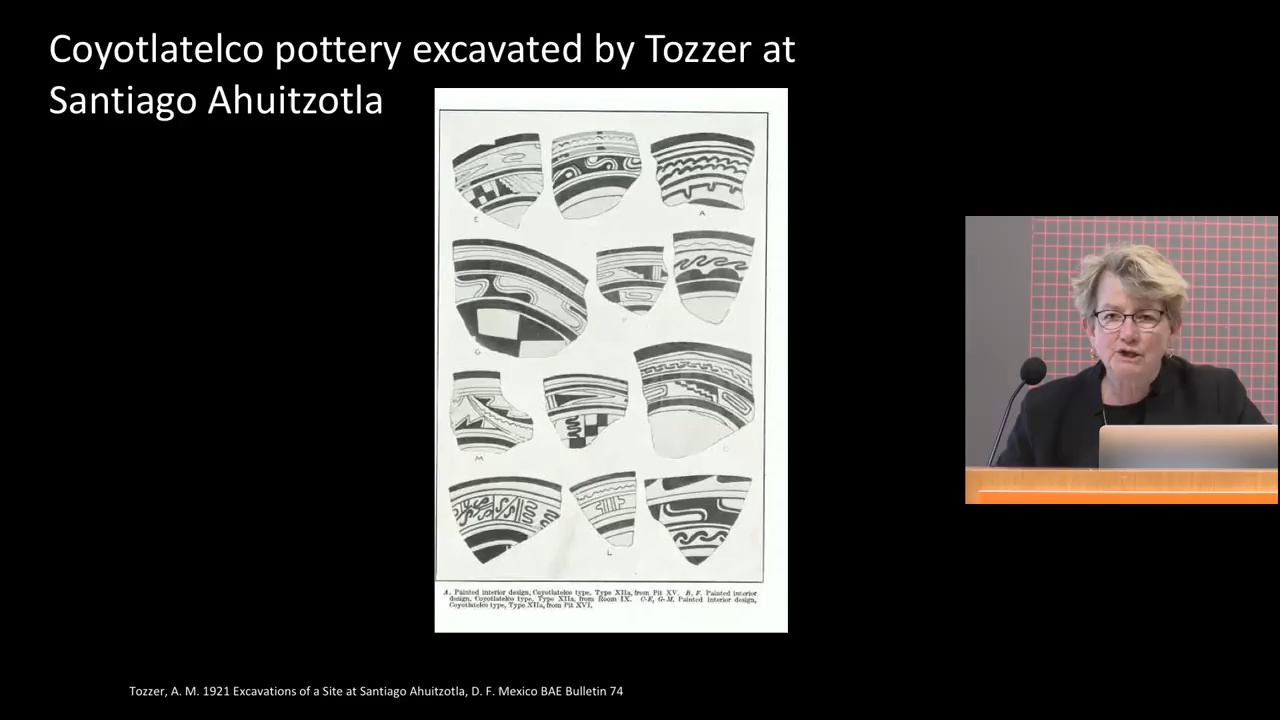 Coyotlatelco pottery excavated by Tozzer at
Santiago Ahuitzotla
E
A
G
F
M
L
A. Painted interior design, Coyotlatelco type, Type XIIa, from Pit XV. B, F. Painted interior
design, Coyotlatelco type, Type XIIa, from Room IX. C-E, G-M, Painted interior design,
Coyotlatelco type, Type XIIa, from Pit XVI.
Tozzer, A. M. 1921 Excavations of a Site at Santiago Ahuitzotla, D. F. Mexico BAE Bulletin 74